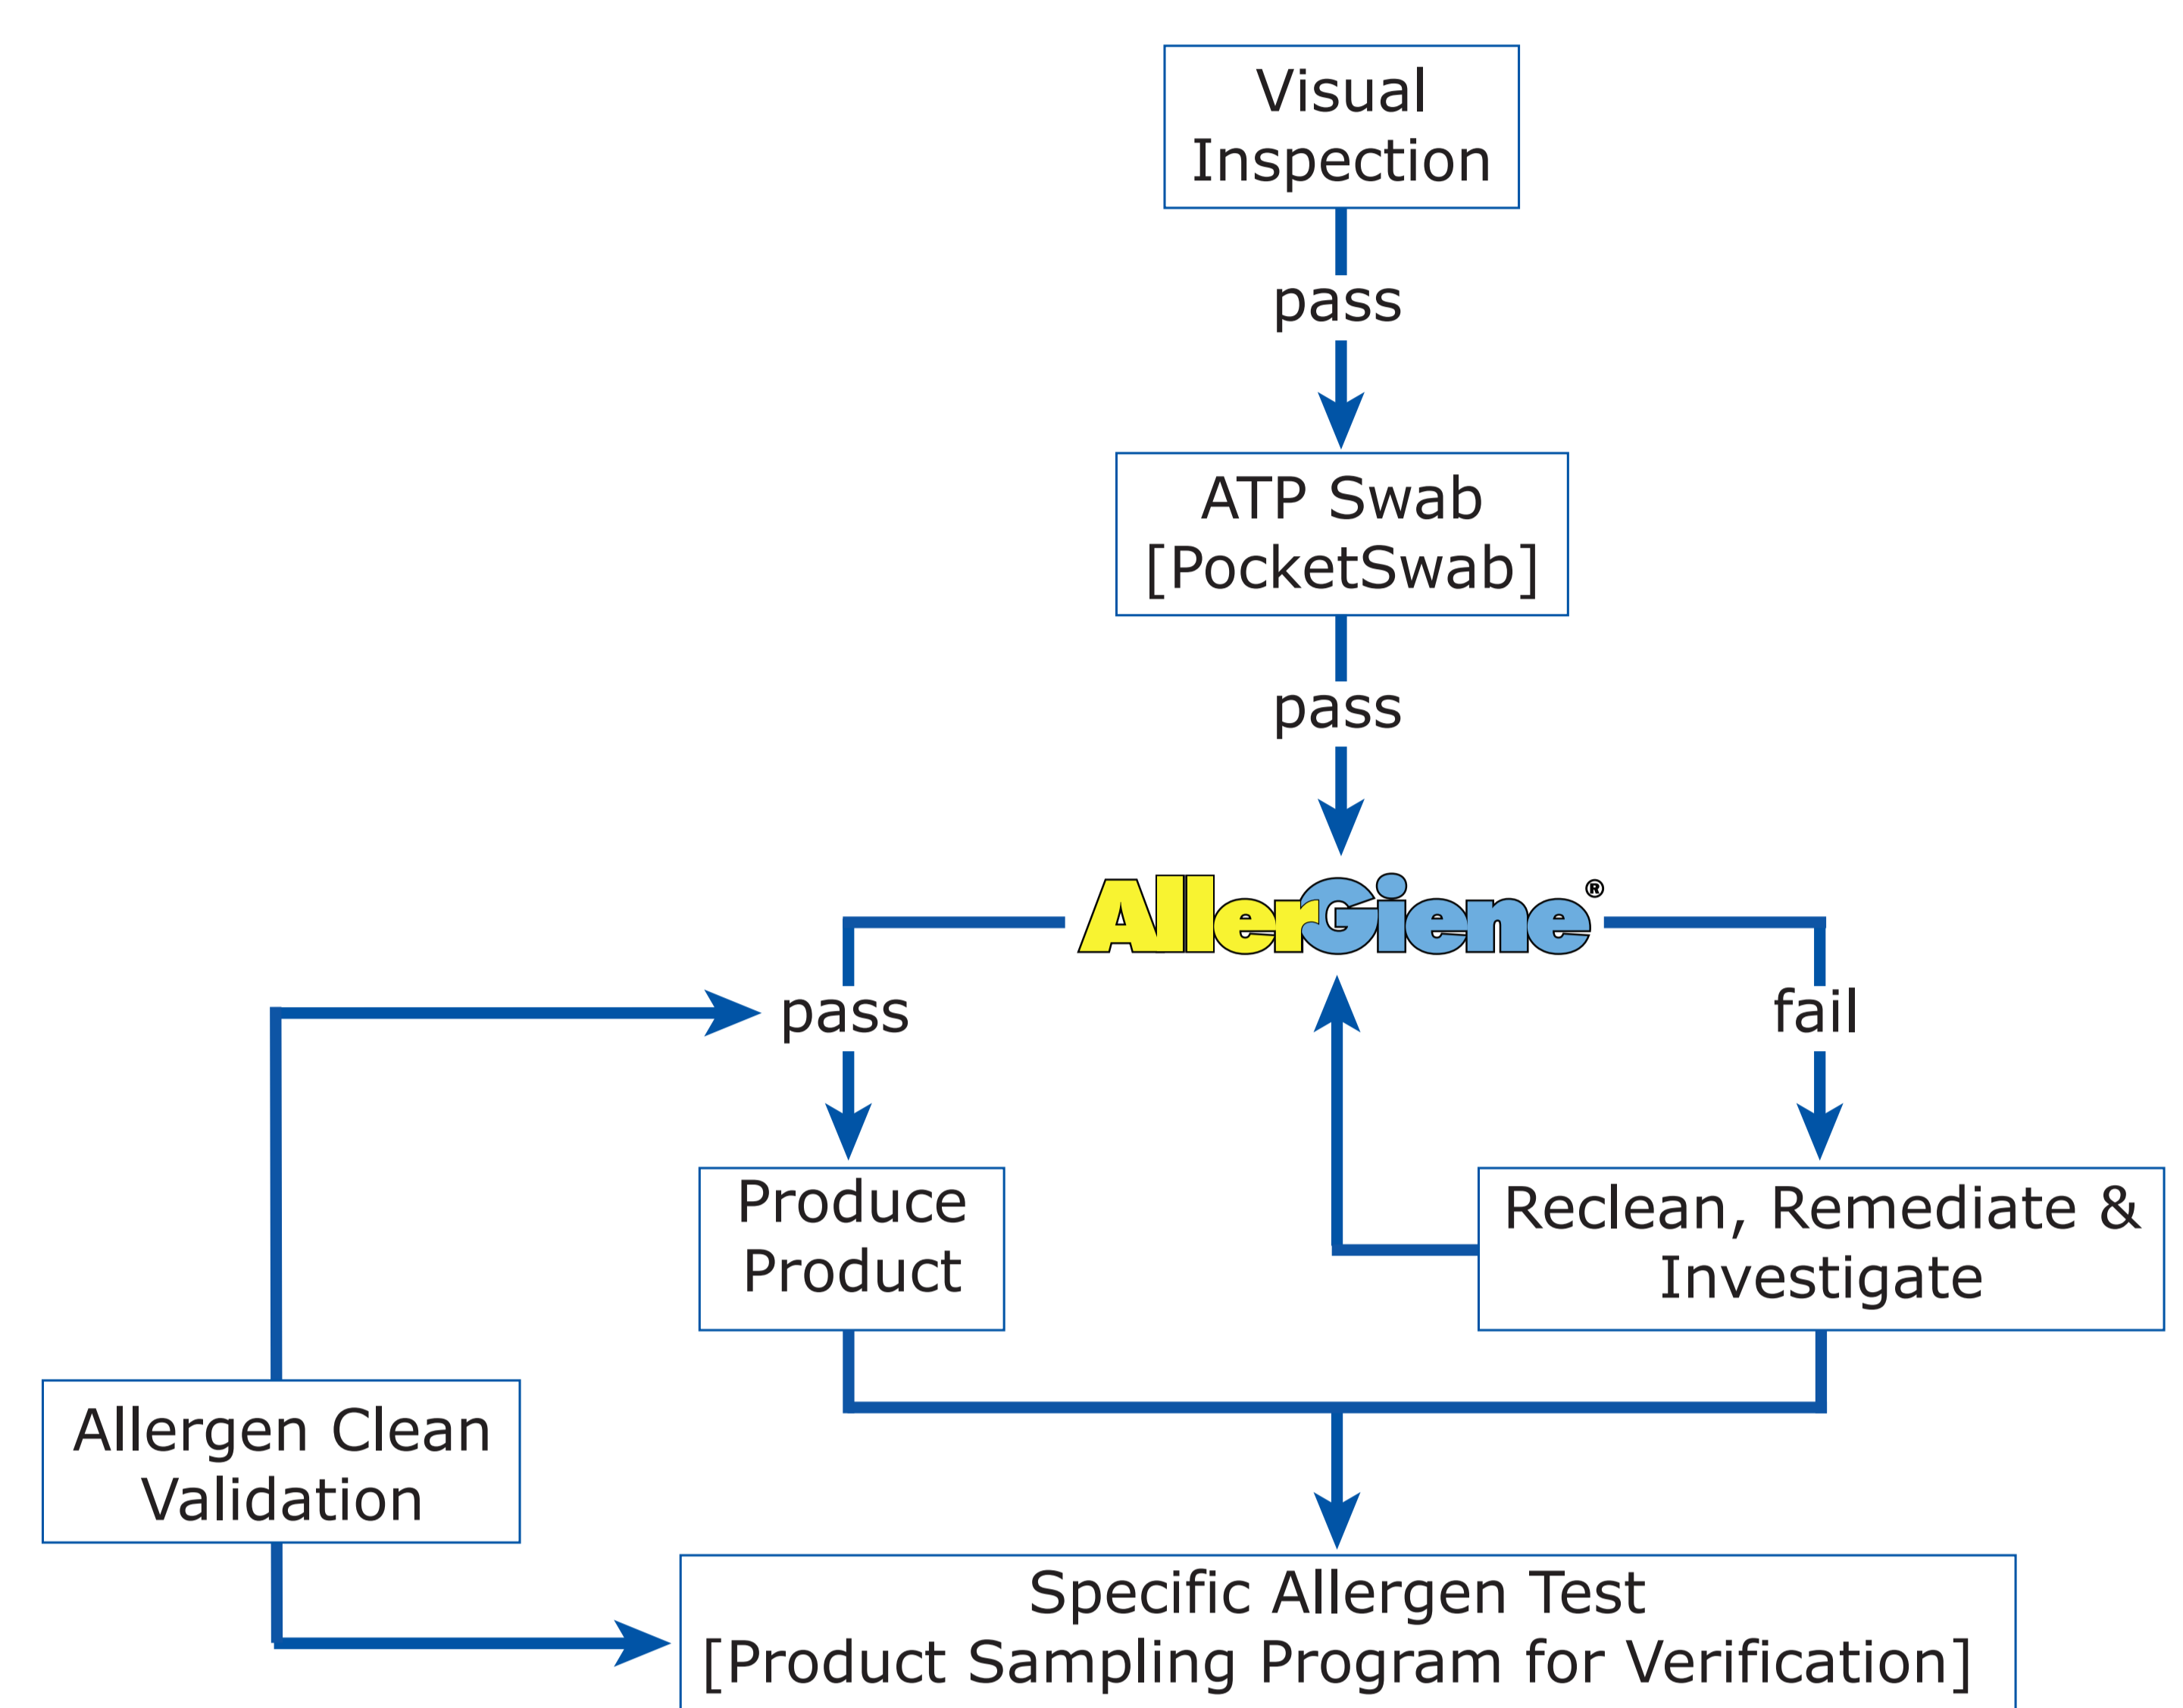 Visual
Inspection
pass
ATP Swab
[PocketSwab]
pass
AllerGiene®
pass
fail
Produce
Product
Reclean, Remediate &
Investigate
Allergen Clean
Validation
Specific Allergen Test
[Product Sampling Program for Verification]